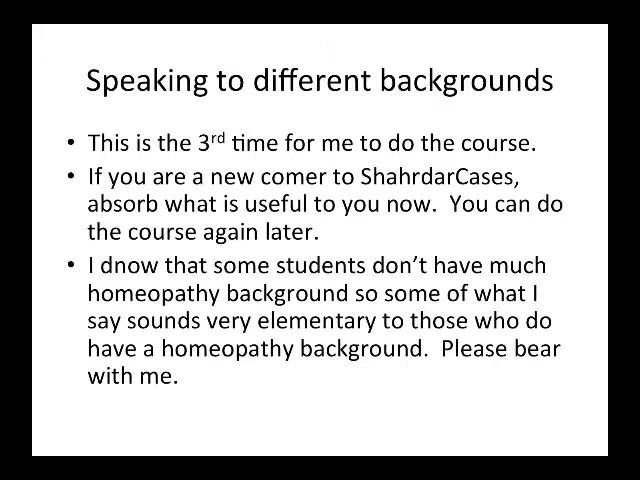 Speaking to different backgrounds
• This is the 3rd time for me to do the course.
• If you are a new comer to ShahrdarCases,
absorb what is useful to you now.  You can do
the course again later.
• I dnow that some students don't have much
homeopathy background so some of what I
say sounds very elementary to those who do
have a homeopathy background.  Please bear
with me.